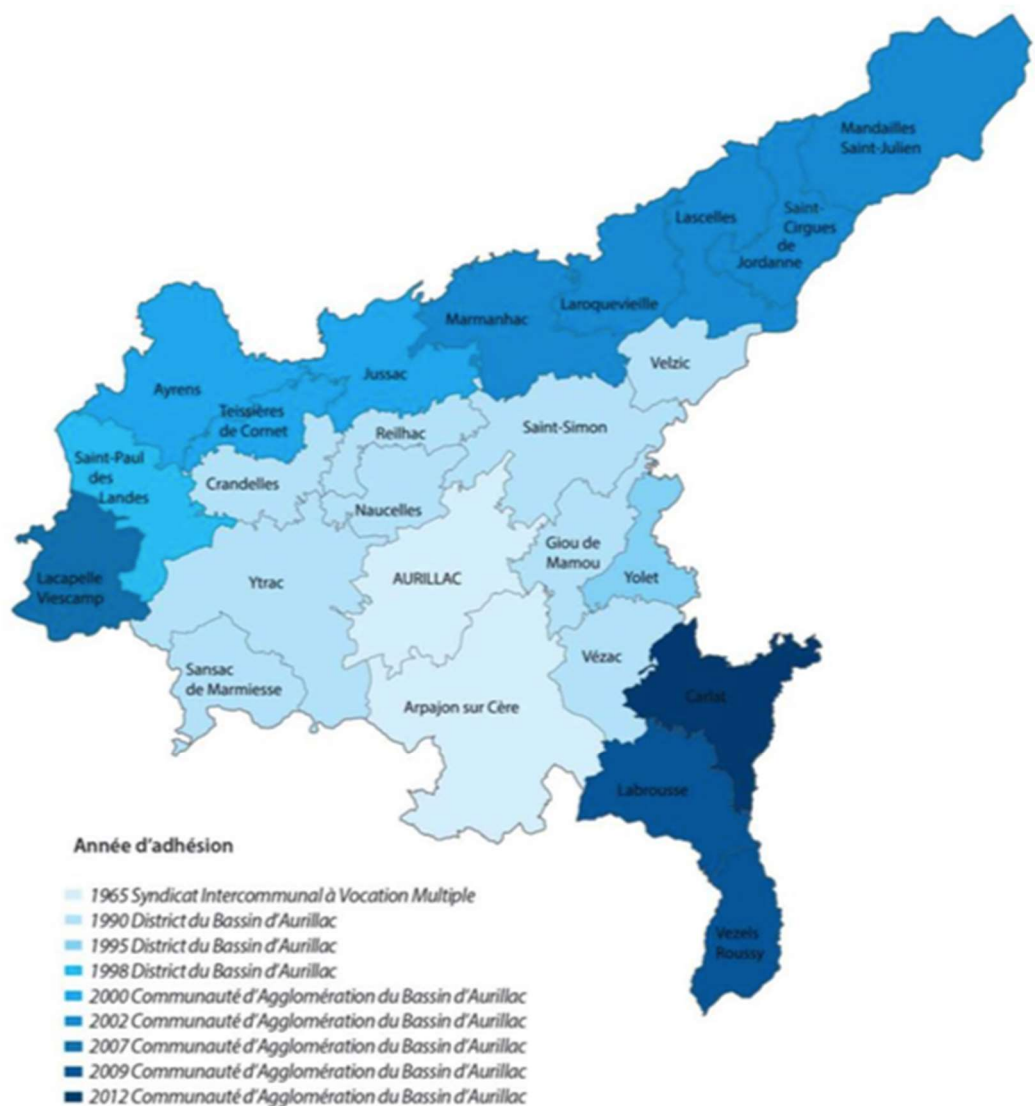 Mandailles
Saint-Julien
Lascelles
Saint-
Cirgues
de
Jordanne
Laroquevieille
Marmanhac
Velzic
Jussac
Ayrens
Teissières
de Cornet
Reilhac
Saint-Simon
Saint-Paul
des
Landes
Crandelles
Naucelles
Giou de
Mamou
Lacapelle
Viescamp
Ytrac
AURILLAC
Yolet
Vézac
Sansac
de Marmiesse
Arpajon sur Cère
Carlat
Labrousse
Vezels
Roussy
Année d'adhésion
1965 Syndicat Intercommunal à Vocation Multiple
1990 District du Bassin d'Aurillac
1995 District du Bassin d'Aurillac
1998 District du Bassin d'Aurillac
2000 Communauté d'Agglomération du Bassin d'Aurillac
2002 Communauté d'Agglomération du Bassin d'Aurillac
2007 Communauté d'Agglomération du Bassin d'Aurillac
2009 Communauté d'Agglomération du Bassin d'Aurillac
2012 Communauté d'Agglomération du Bassin d'Aurillac